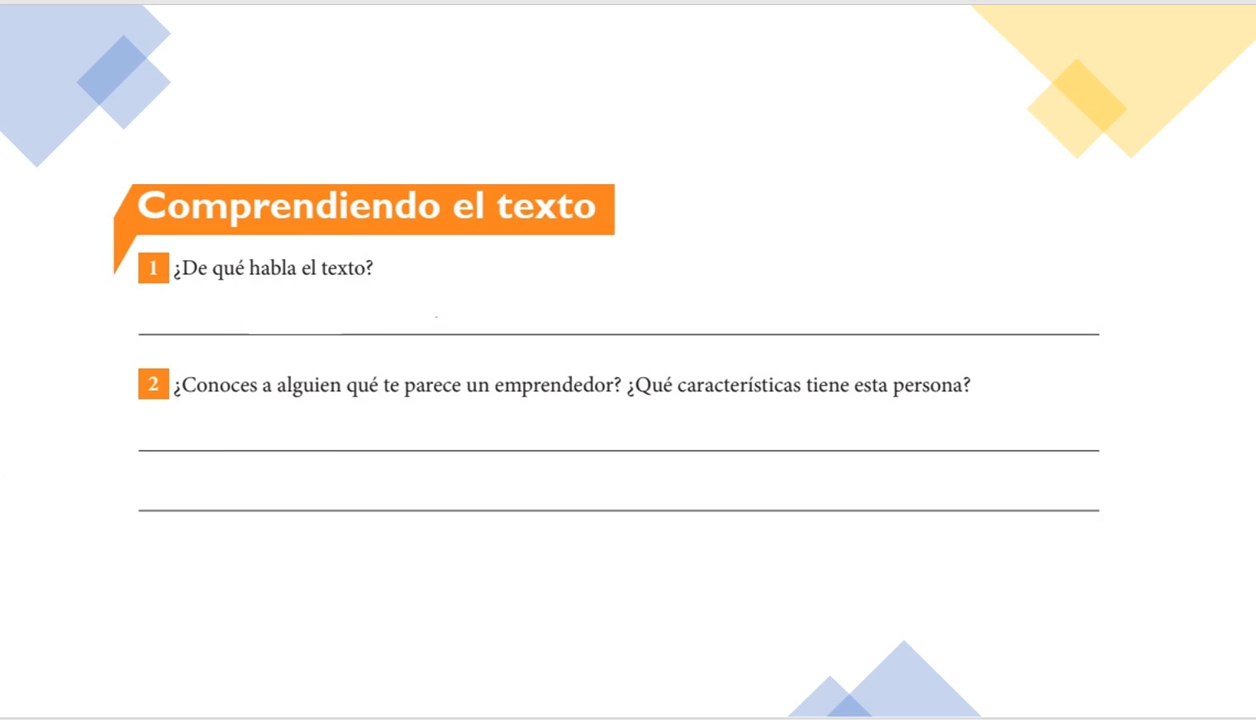 Comprendiendo el texto
1 ¿De qué habla el texto?
2 ¿Conoces a alguien qué te parece un emprendedor? ¿Qué características tiene esta persona?